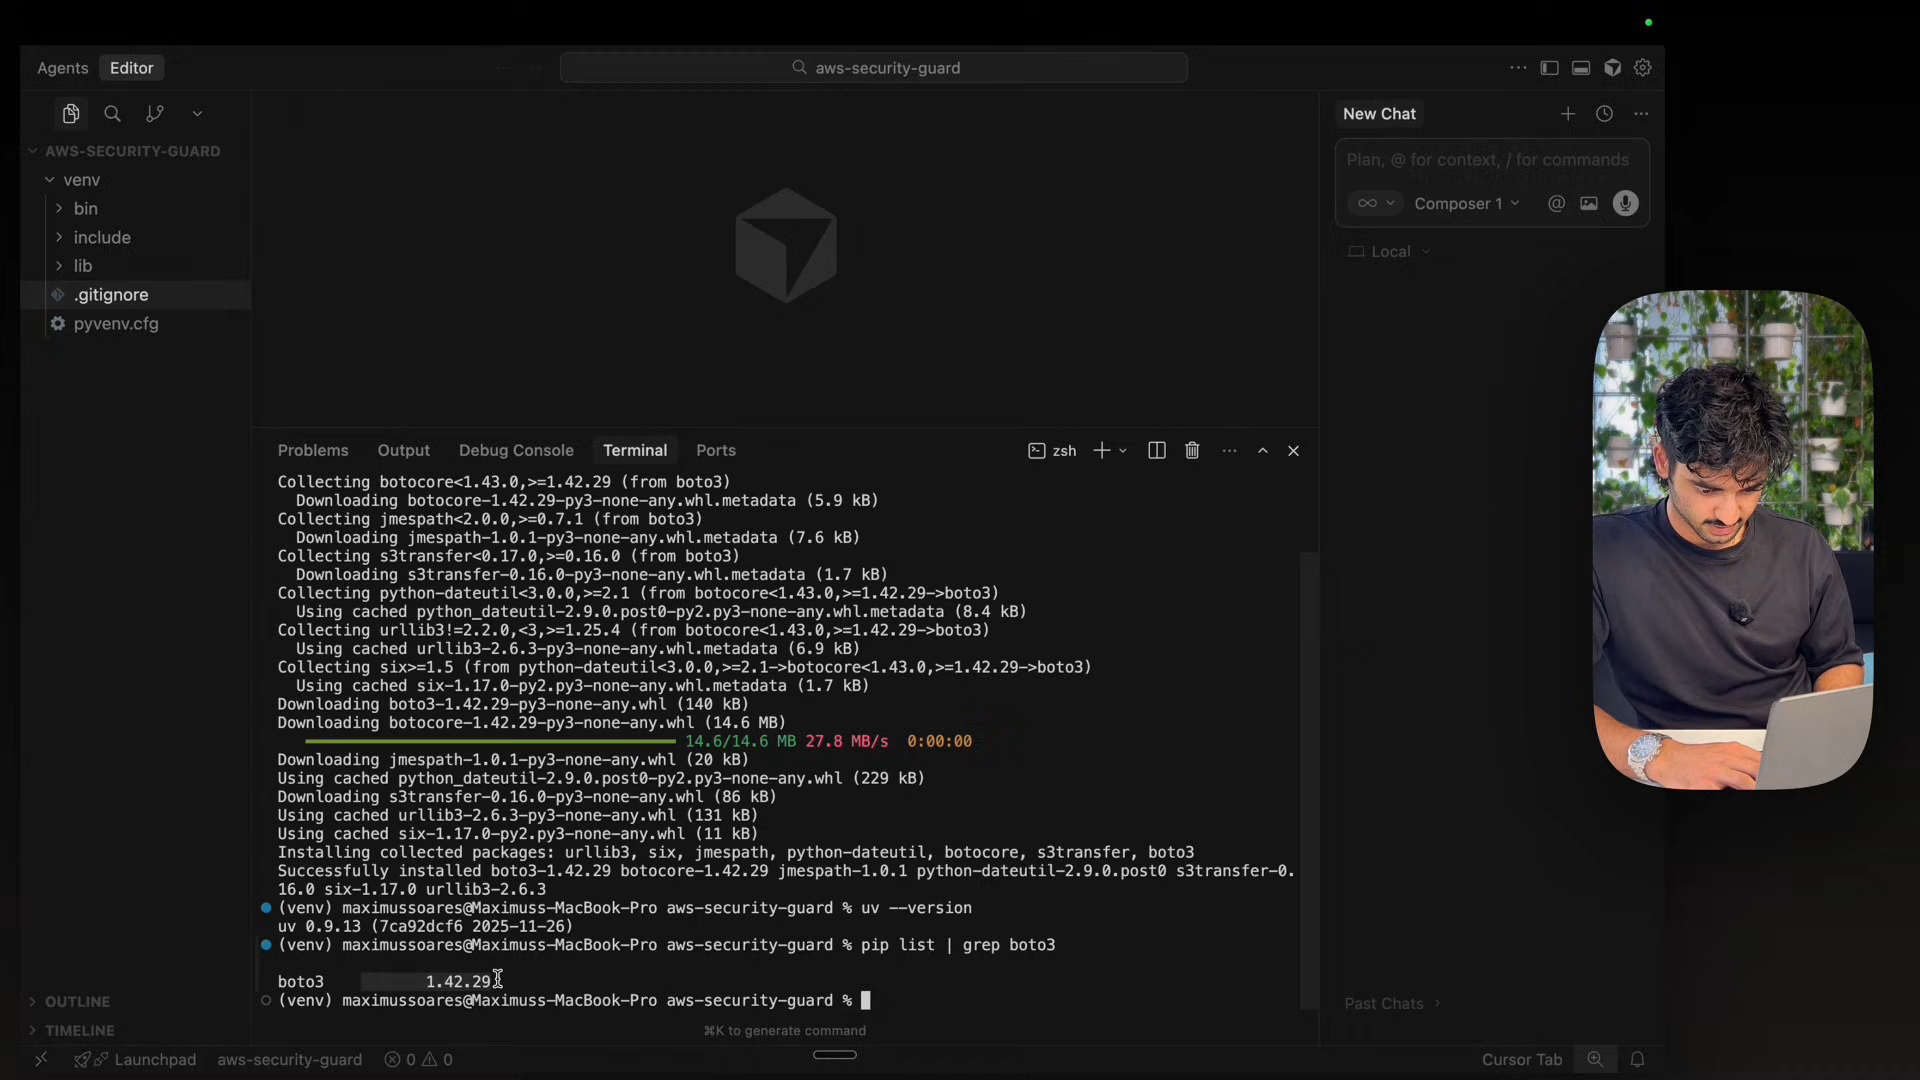 Agents Editor
aws-security-guard
AWS-SECURITY-GUARD
venv
bin
include
lib
.gitignore
pyvenv.cfg
OUTLINE
TIMELINE
New Chat
Plan, @ for context, / for commands
Composer 1
Local
Past Chats
Problems Output Debug Console Terminal Ports
zsh
Collecting botocore<1.43.0,>=1.42.29 (from boto3)
Downloading botocore-1.42.29-py3-none-any.whl.metadata (5.9 kB)
Collecting jmespath<2.0.0,>=0.7.1 (from boto3)
Downloading jmespath-1.0.1-py3-none-any.whl.metadata (7.6 kB)
Collecting s3transfer<0.17.0,>=0.16.0 (from boto3)
Downloading s3transfer-0.16.0-py3-none-any.whl.metadata (1.7 kB)
Collecting python-dateutil<3.0.0,>=2.1 (from botocore<1.43.0,>=1.42.29->boto3)
Using cached python_dateutil-2.9.0.post0-py2.py3-none-any.whl.metadata (8.4 kB)
Collecting urllib3!=2.2.0,<3,>=1.25.4 (from botocore<1.43.0,>=1.42.29->boto3)
Using cached urllib3-2.6.3-py3-none-any.whl.metadata (6.9 kB)
Collecting six>=1.5 (from python-dateutil<3.0.0,>=2.1->botocore<1.43.0,>=1.42.29->boto3)
Using cached six-1.17.0-py2.py3-none-any.whl.metadata (1.7 kB)
Downloading boto3-1.42.29-py3-none-any.whl (140 kB)
Downloading botocore-1.42.29-py3-none-any.whl (14.6 MB)
14.6/14.6 MB 27.8 MB/s 0:00:00
Downloading jmespath-1.0.1-py3-none-any.whl (20 kB)
Using cached python_dateutil-2.9.0.post0-py2.py3-none-any.whl (229 kB)
Downloading s3transfer-0.16.0-py3-none-any.whl (86 kB)
Using cached urllib3-2.6.3-py3-none-any.whl (131 kB)
Using cached six-1.17.0-py2.py3-none-any.whl (11 kB)
Installing collected packages: urllib3, six, jmespath, python-dateutil, botocore, s3transfer, boto3
Successfully installed boto3-1.42.29 botocore-1.42.29 jmespath-1.0.1 python-dateutil-2.9.0.post0 s3transfer-0.
16.0 six-1.17.0 urllib3-2.6.3
(venv) maximussoares@Maximuss-MacBook-Pro aws-security-guard % uv --version
uv 0.9.13 (7ca92dcf6 2025-11-26)
(venv) maximussoares@Maximuss-MacBook-Pro aws-security-guard % pip list | grep boto3
boto3 1.42.29
(venv) maximussoares@Maximuss-MacBook-Pro aws-security-guard %
⌘K to generate command
Launchpad aws-security-guard 0 0
Cursor Tab